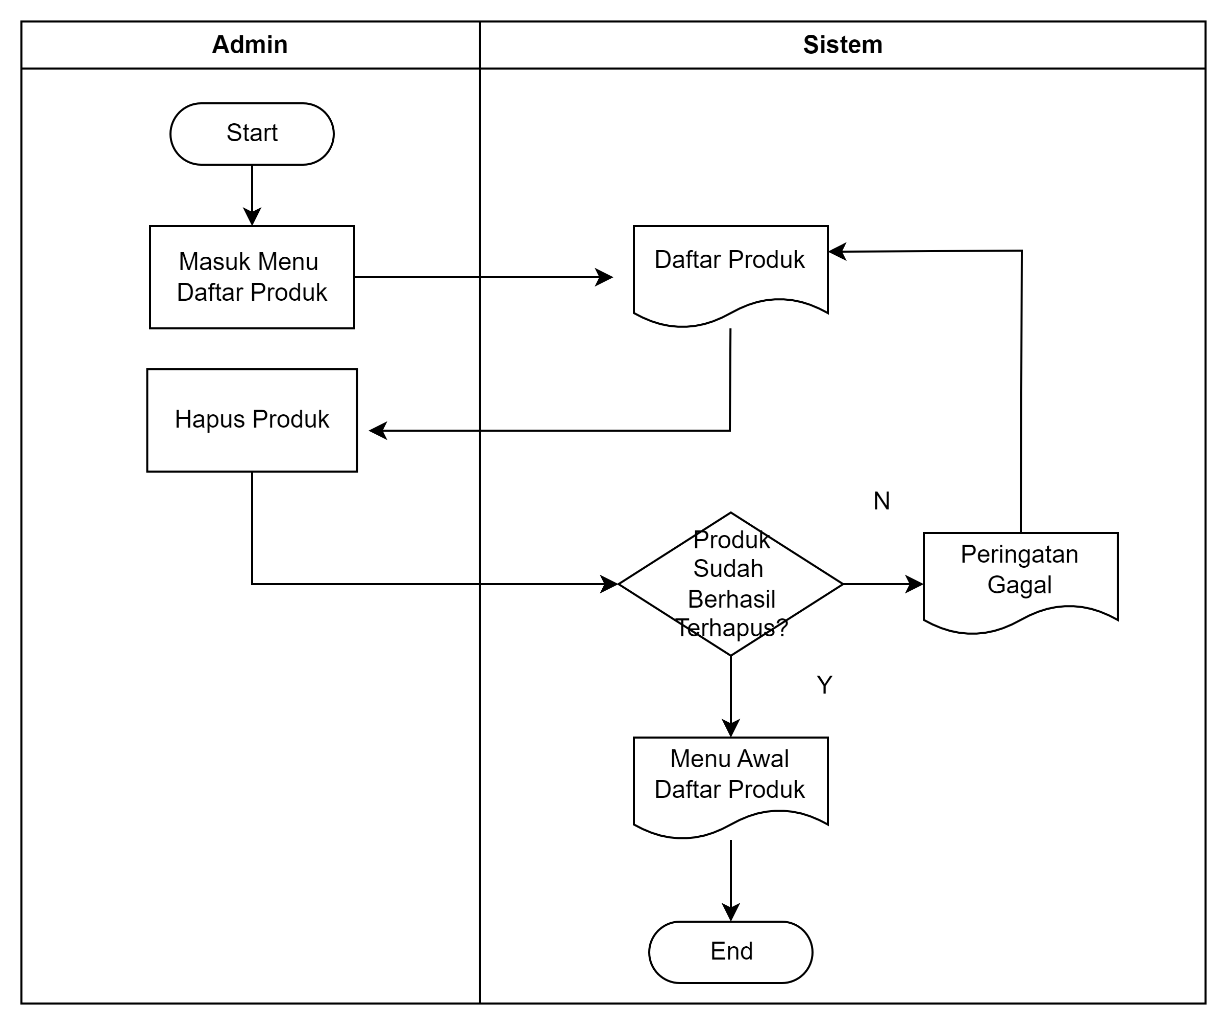 Admin
Sistem
Start
Masuk Menu
Daftar Produk
Daftar Produk
Hapus Produk
N
Produk
Sudah
Berhasil
Terhapus?
Peringatan
Gagal
Y
Menu Awal
Daftar Produk
End